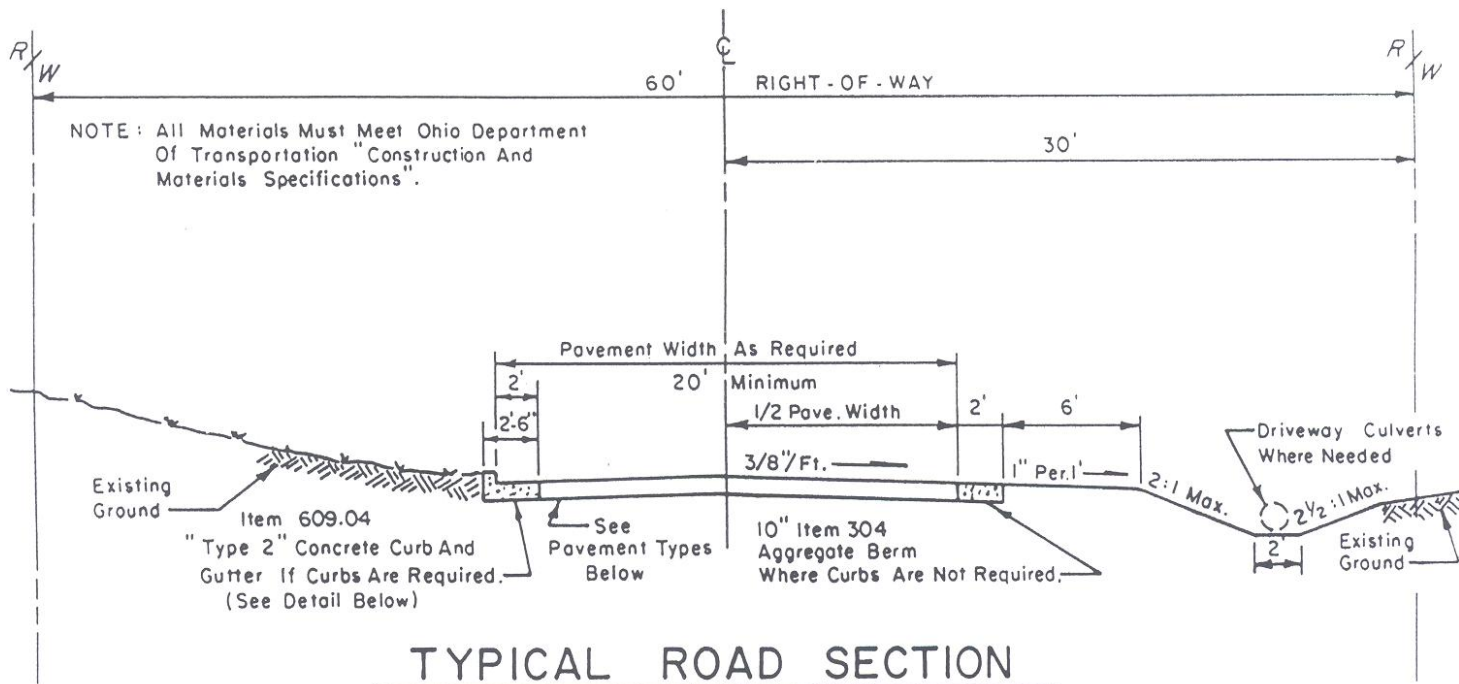 R/W
℄
R/W
60' RIGHT-OF-WAY
NOTE: All Materials Must Meet Ohio Department
Of Transportation "Construction And
Materials Specifications".
30'
Pavement Width As Required
2'
20' Minimum
2'-6"
1/2 Pave. Width
2'
6'
Driveway Culverts
Where Needed
3/8"/Ft.
1" Per. 1'
2:1 Max.
2 1/2:1 Max.
2'
Existing
Ground
Item 609.04
"Type 2" Concrete Curb And
Gutter If Curbs Are Required.
(See Detail Below)
See
Pavement Types
Below
10" Item 304
Aggregate Berm
Where Curbs Are Not Required.
Existing
Ground
TYPICAL ROAD SECTION